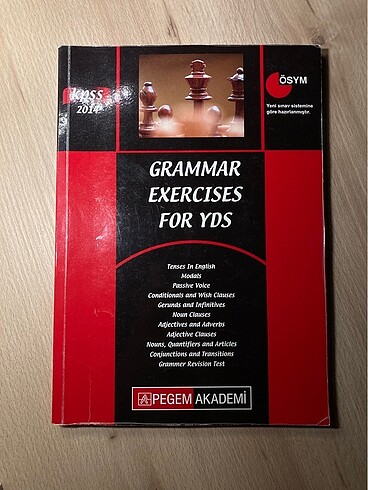 kpss
2014
ÖSYM
Yeni sınav sistemine
göre hazırlanmıştır.
GRAMMAR
EXERCISES
FOR YDS
Tenses In English
Modals
Passive Voice
Conditionals and Wish Clauses
Gerunds and Infinitives
Noun Clauses
Adjectives and Adverbs
Adjective Clauses
Nouns, Quantifiers and Articles
Conjunctions and Transitions
Grammer Revision Test
PEGEM AKADEMİ